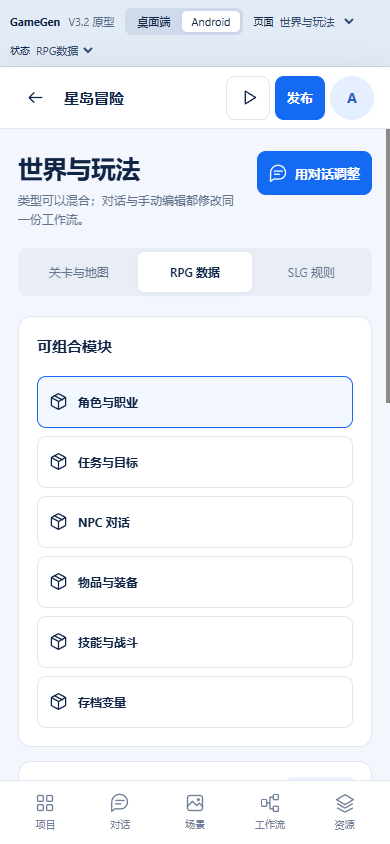 GameGen V3.2 原型 桌面端 Android 页面 世界与玩法
状态 RPG数据
星岛冒险 发布 A
世界与玩法
用对话调整
类型可以混合；对话与手动编辑都修改同
一份工作流。
关卡与地图 RPG 数据 SLG 规则
可组合模块
角色与职业
任务与目标
NPC 对话
物品与装备
技能与战斗
存档变量
项目 对话 场景 工作流 资源